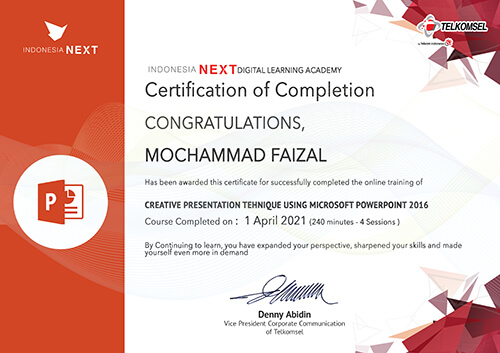 INDONESIA NEXT
TELKOMSEL
by Telkom Indonesia
INDONESIA NEXT DIGITAL LEARNING ACADEMY
Certification of Completion
CONGRATULATIONS,
MOCHAMMAD FAIZAL
Has been awarded this certificate for successfully completed the online training of
P
CREATIVE PRESENTATION TEHNIQUE USING MICROSOFT POWERPOINT 2016
Course Completed on : 1 April 2021 (240 minutes - 4 Sessions )
By Continuing to learn, you have expanded your perspective, sharpened your skills and made
yourself even more in demand
Denny Abidin
Vice President Corporate Communication
of Telkomsel